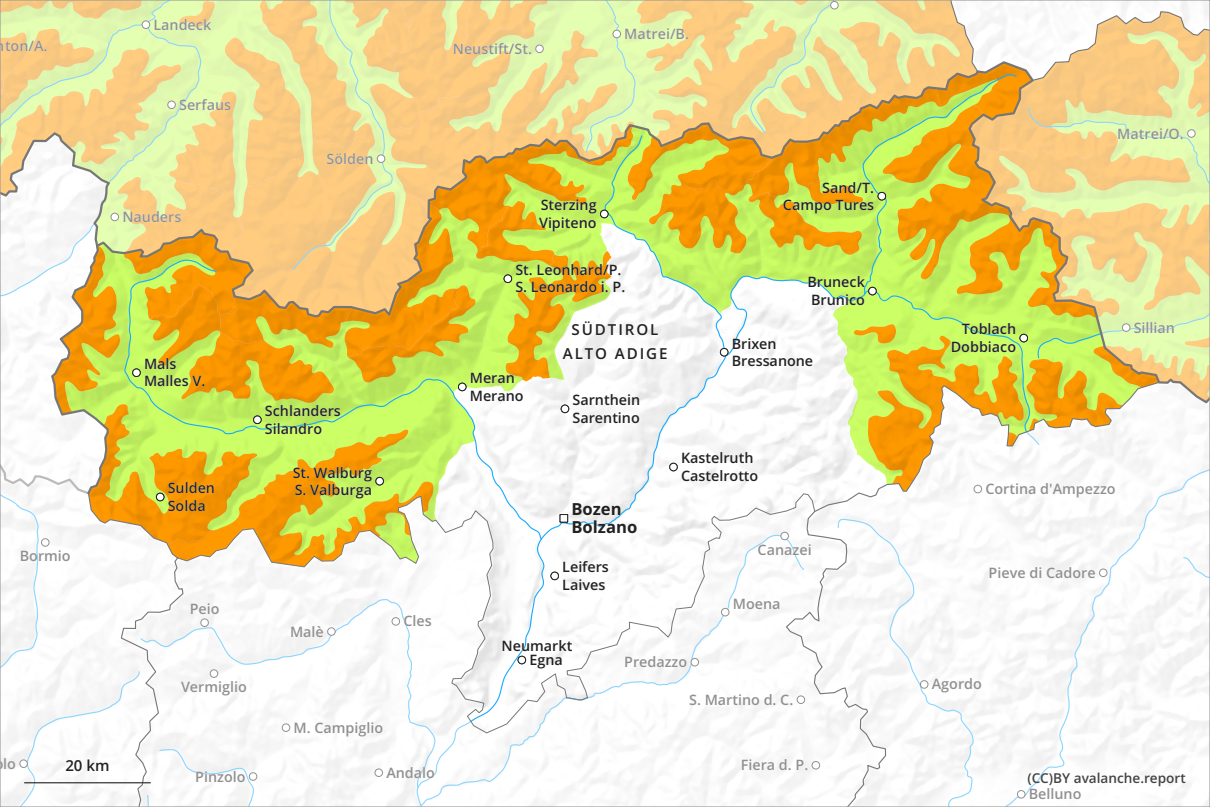 Landeck
Matrei/B.
Neustift/St.
Serfaus
Matrei/O.
Sölden
Sand/T.
Campo Tures
Sterzing
Vipiteno
Nauders
St. Leonhard/P.
S. Leonardo i. P.
Bruneck
Brunico
SÜDTIROL
ALTO ADIGE
Toblach
Dobbiaco
Sillian
Brixen
Bressanone
Mals
Malles V.
Meran
Merano
Sarnthein
Sarentino
Schlanders
Silandro
Kastelruth
Castelrotto
St. Walburg
S. Valburga
Sulden
Solda
Cortina d'Ampezzo
Bozen
Bolzano
Bormio
Canazei
Leifers
Laives
Pieve di Cadore
Peio
Moena
Cles
Malè
Neumarkt
Egna
Predazzo
Vermiglio
Agordo
S. Martino d. C.
M. Campiglio
Fiera d. P.
20 km
Pinzolo
Andalo
(CC)BY avalanche.report
Belluno